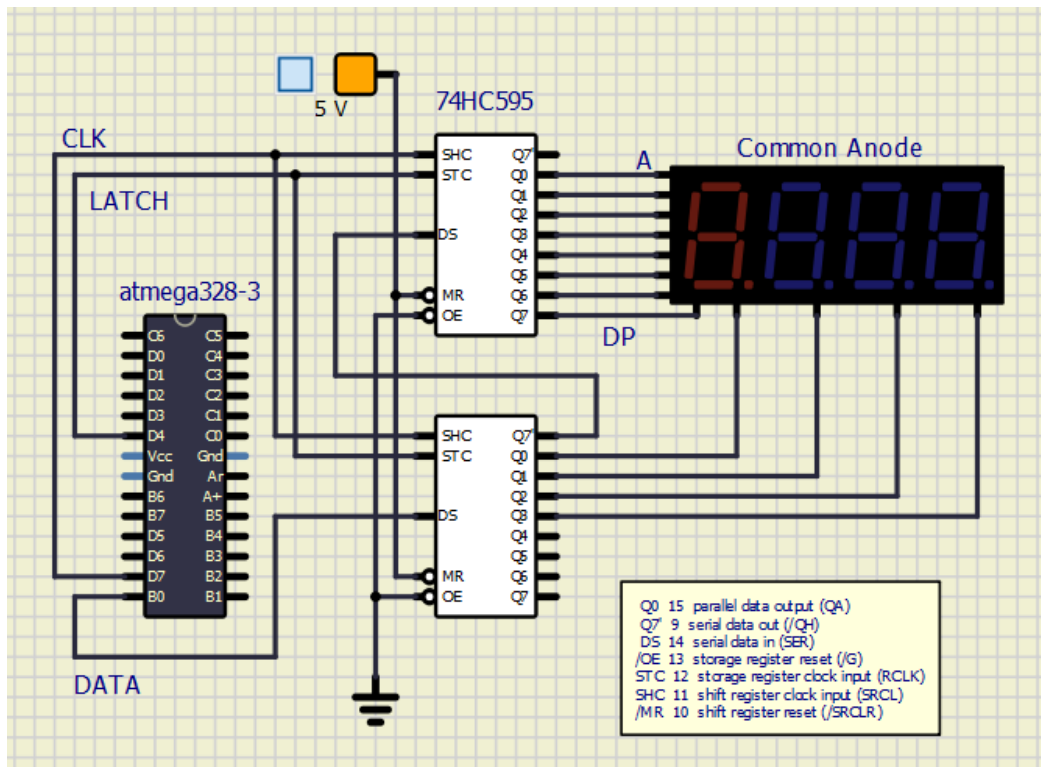 5 V
74HC595
CLK
LATCH
SHC Q7'
STC Q0
Q1
Q2
DS Q3
Q4
Q5
MR Q6
OE Q7
A
Common Anode
DP
atmega328-3
C6 C5
D0 C4
D1 C3
D2 C2
D3 C1
D4 C0
Vcc Gnd
Gnd Ar
B6 A+
B7 B5
D5 B4
D6 B3
D7 B2
B0 B1
DATA
SHC Q7'
STC Q0
Q1
Q2
DS Q3
Q4
Q5
MR Q6
OE Q7
Q0 15 parallel data output (QA)
Q7' 9 serial data out (/QH)
DS 14 serial data in (SER)
/OE 13 storage register reset (/G)
STC 12 storage register clock input (RCLK)
SHC 11 shift register clock input (SRCL)
/MR 10 shift register reset (/SRCLR)